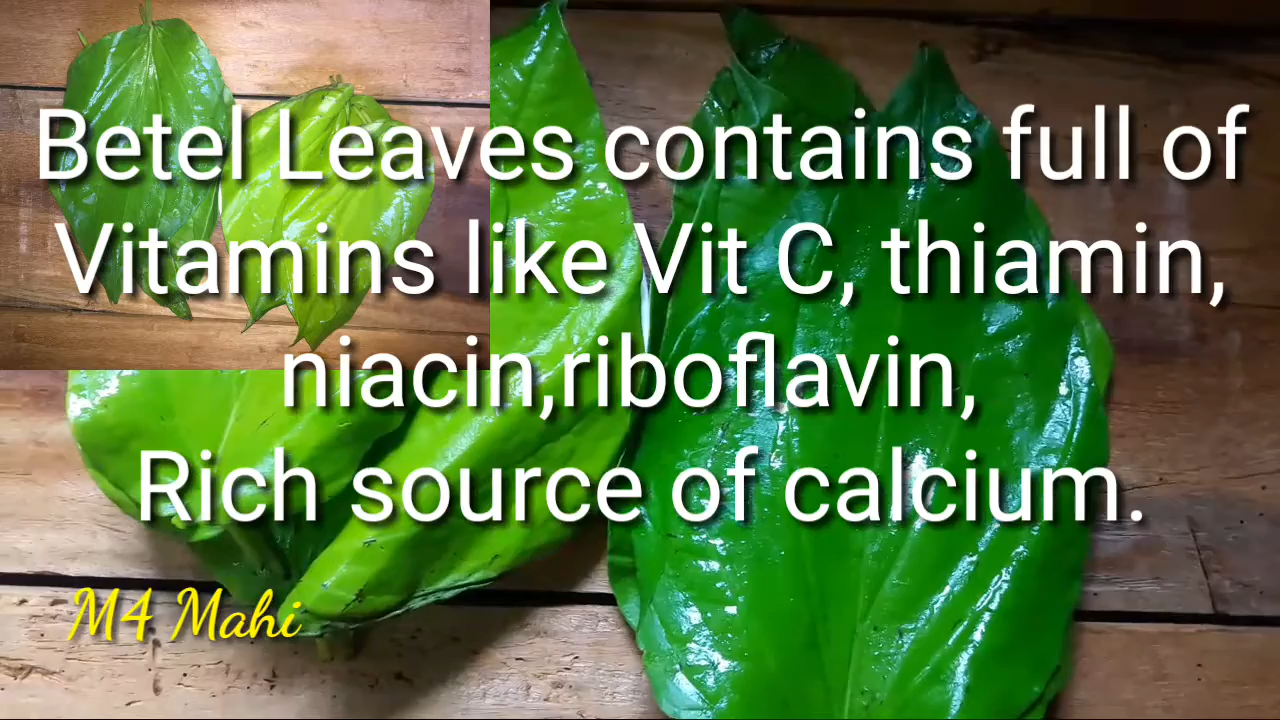 Betel Leaves contains full of
Vitamins like Vit C, thiamin,
niacin,riboflavin,
Rich source of calcium.
M4 Mahi